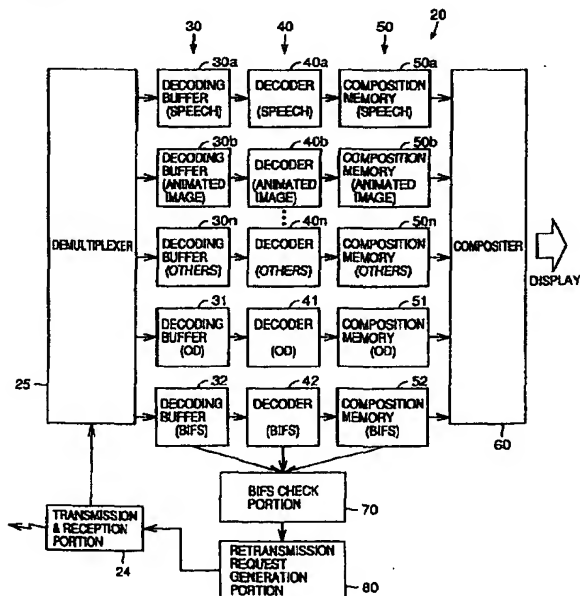 30
40
50
20
30a
40a
50a
DECODING
BUFFER
(SPEECH)
DECODER
(SPEECH)
COMPOSITION
MEMORY
(SPEECH)
30b
40b
50b
DECODING
BUFFER
(ANIMATED
IMAGE)
DECODER
(ANIMATED
IMAGE)
COMPOSITION
MEMORY
(ANIMATED
IMAGE)
30n
40n
50n
DEMULTIPLEXER
DECODING
BUFFER
(OTHERS)
DECODER
(OTHERS)
COMPOSITION
MEMORY
(OTHERS)
COMPOSITER
DISPLAY
31
41
51
DECODING
BUFFER
(OD)
DECODER
(OD)
COMPOSITION
MEMORY
(OD)
25
32
42
52
DECODING
BUFFER
(BIFS)
DECODER
(BIFS)
COMPOSITION
MEMORY
(BIFS)
60
BIFS CHECK
PORTION
70
TRANSMISSION
& RECEPTION
PORTION
24
RETRANSMISSION
REQUEST
GENERATION
PORTION
80